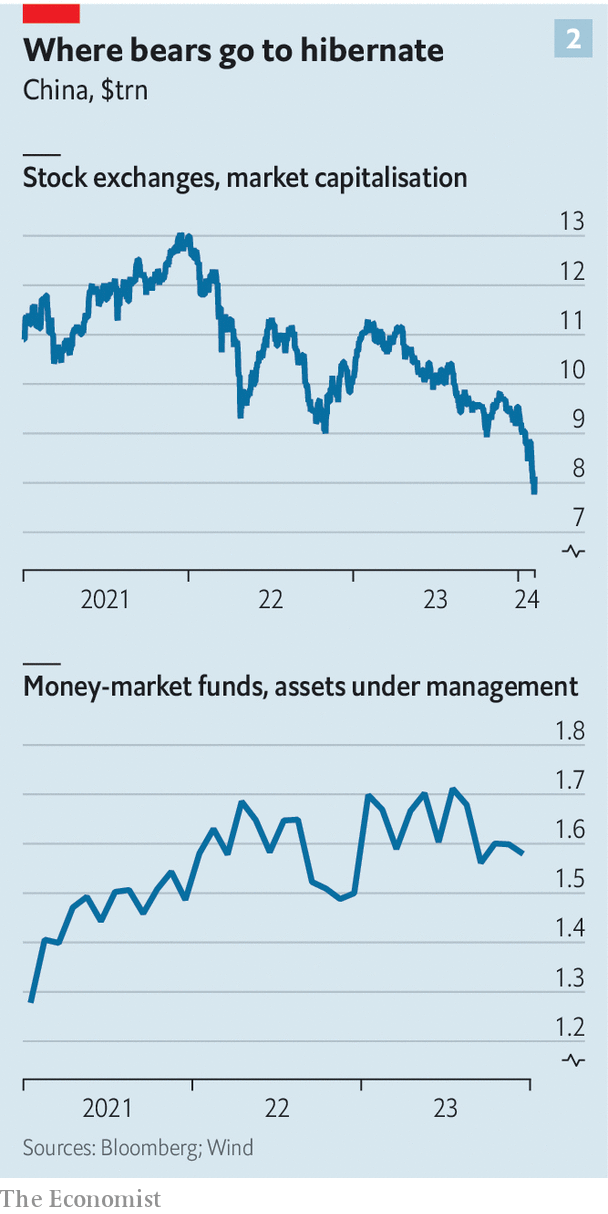 Where bears go to hibernate
2
China, $trn
Stock exchanges, market capitalisation
13
12
11
10
9
8
7
2021 22 23 24
Money-market funds, assets under management
1.8
1.7
1.6
1.5
1.4
1.3
1.2
2021 22 23
Sources: Bloomberg; Wind
The Economist